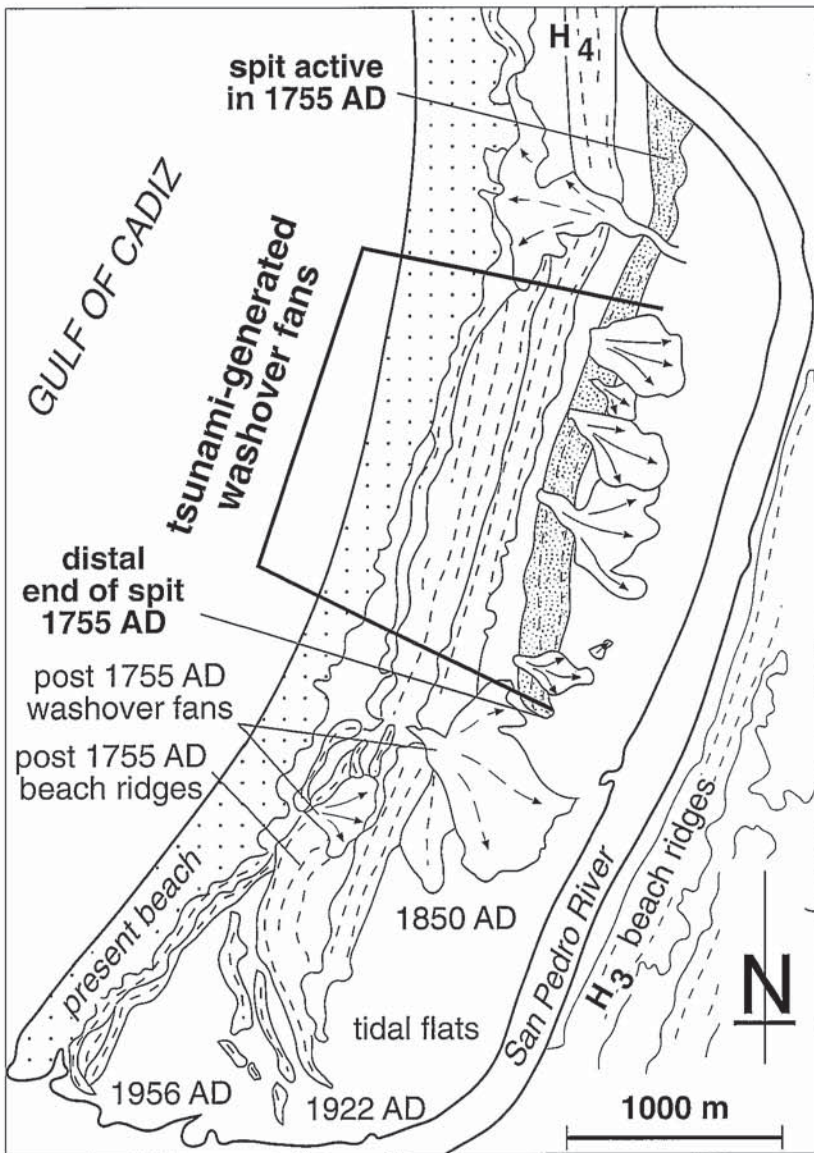 H4
spit active
in 1755 AD
GULF OF CADIZ
tsunami-generated
washover fans
distal
end of spit
1755 AD
post 1755 AD
washover fans
post 1755 AD
beach ridges
present beach
1850 AD
San Pedro River
H3 beach ridges
N
tidal flats
1956 AD
1922 AD
1000 m